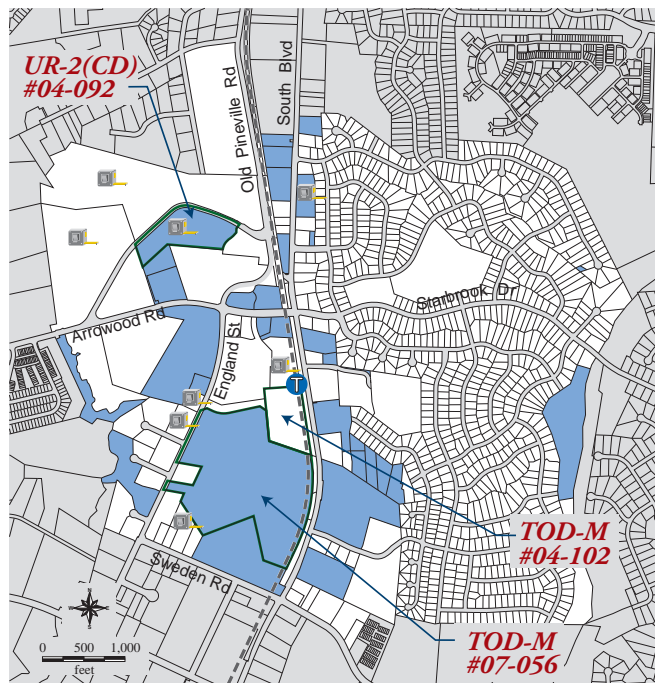 UR-2(CD)
#04-092
Old Pineville Rd
South Blvd
Starbrook Dr
Arrowood Rd
England St
T
TOD-M
#04-102
Sweden Rd
TOD-M
#07-056
N
W E
S
0 500 1,000
feet